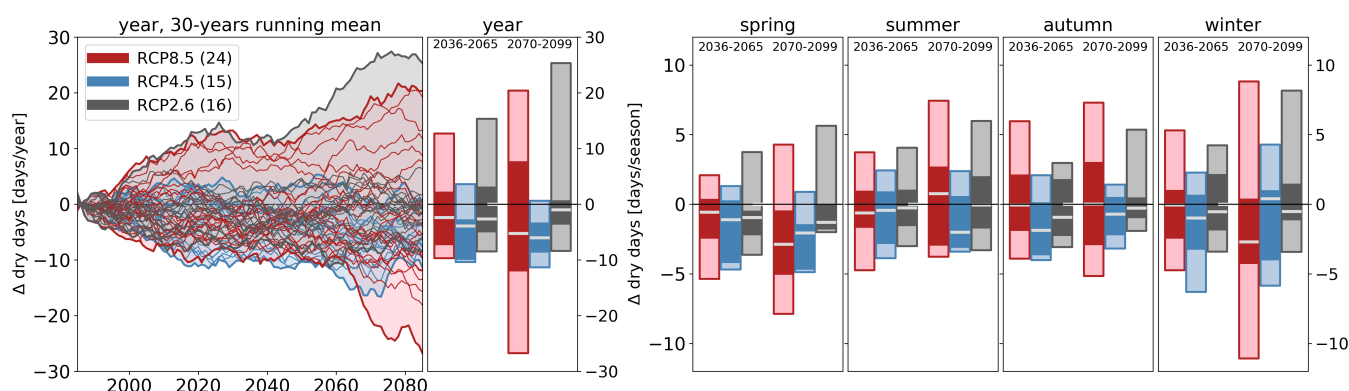 year, 30-years running mean
Δ dry days [days/year]
30
20
10
0
−10
−20
−30
RCP8.5 (24)
RCP4.5 (15)
RCP2.6 (16)
2000 2020 2040 2060 2080
year
2036-2065 2070-2099
30
20
10
0
−10
−20
−30
Δ dry days [days/season]
10
5
0
−5
−10
spring
2036-2065 2070-2099
summer
2036-2065 2070-2099
autumn
2036-2065 2070-2099
winter
2036-2065 2070-2099
10
5
0
−5
−10